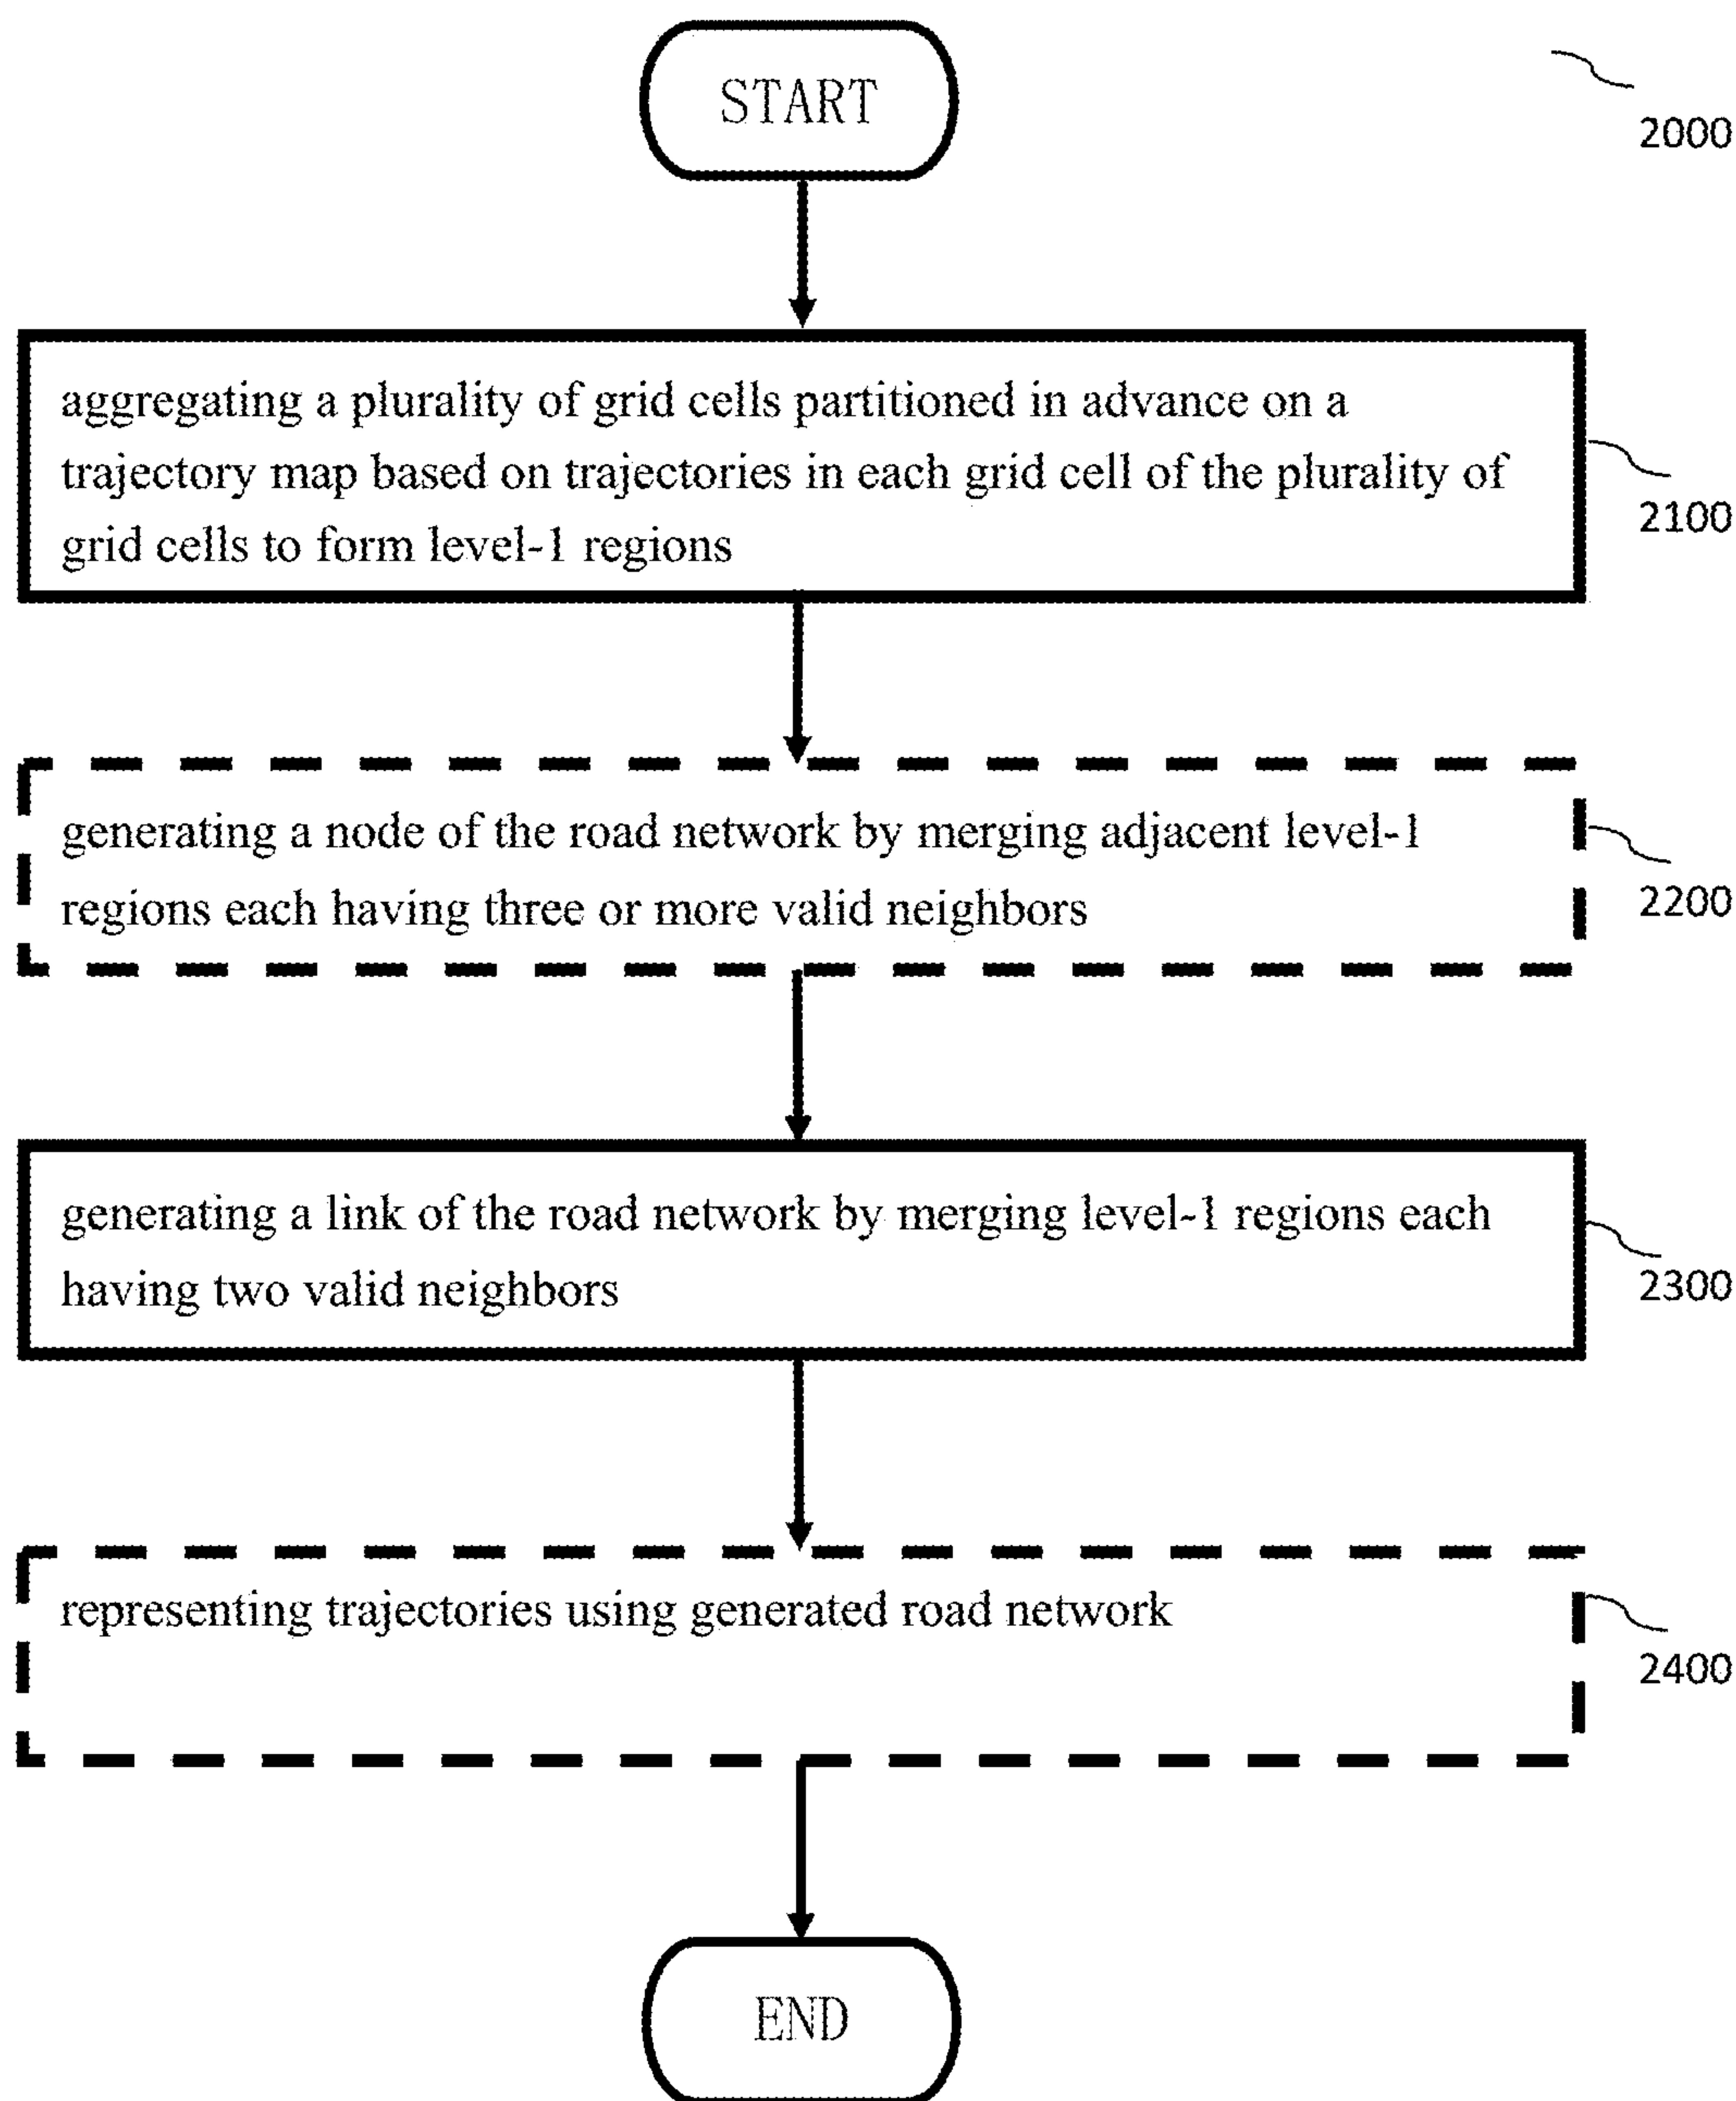 START
2000
aggregating a plurality of grid cells partitioned in advance on a
trajectory map based on trajectories in each grid cell of the plurality of
grid cells to form level-1 regions
2100
generating a node of the road network by merging adjacent level-1
regions each having three or more valid neighbors
2200
generating a link of the road network by merging level-1 regions each
having two valid neighbors
2300
representing trajectories using generated road network
2400
END